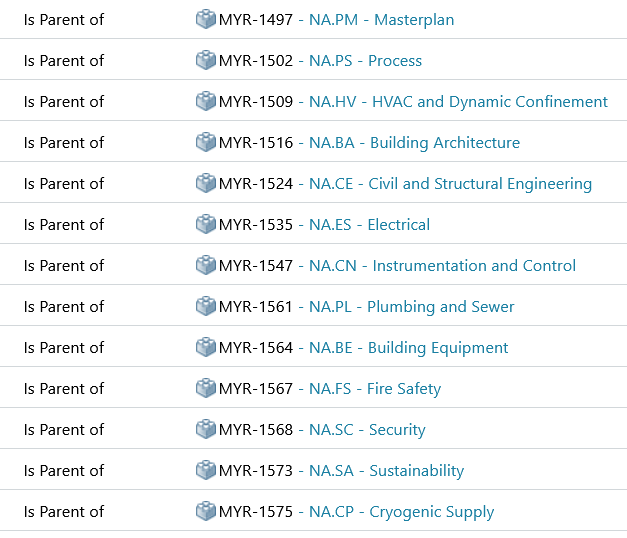 Is Parent of MYR-1497 - NA.PM - Masterplan
Is Parent of MYR-1502 - NA.PS - Process
Is Parent of MYR-1509 - NA.HV - HVAC and Dynamic Confinement
Is Parent of MYR-1516 - NA.BA - Building Architecture
Is Parent of MYR-1524 - NA.CE - Civil and Structural Engineering
Is Parent of MYR-1535 - NA.ES - Electrical
Is Parent of MYR-1547 - NA.CN - Instrumentation and Control
Is Parent of MYR-1561 - NA.PL - Plumbing and Sewer
Is Parent of MYR-1564 - NA.BE - Building Equipment
Is Parent of MYR-1567 - NA.FS - Fire Safety
Is Parent of MYR-1568 - NA.SC - Security
Is Parent of MYR-1573 - NA.SA - Sustainability
Is Parent of MYR-1575 - NA.CP - Cryogenic Supply